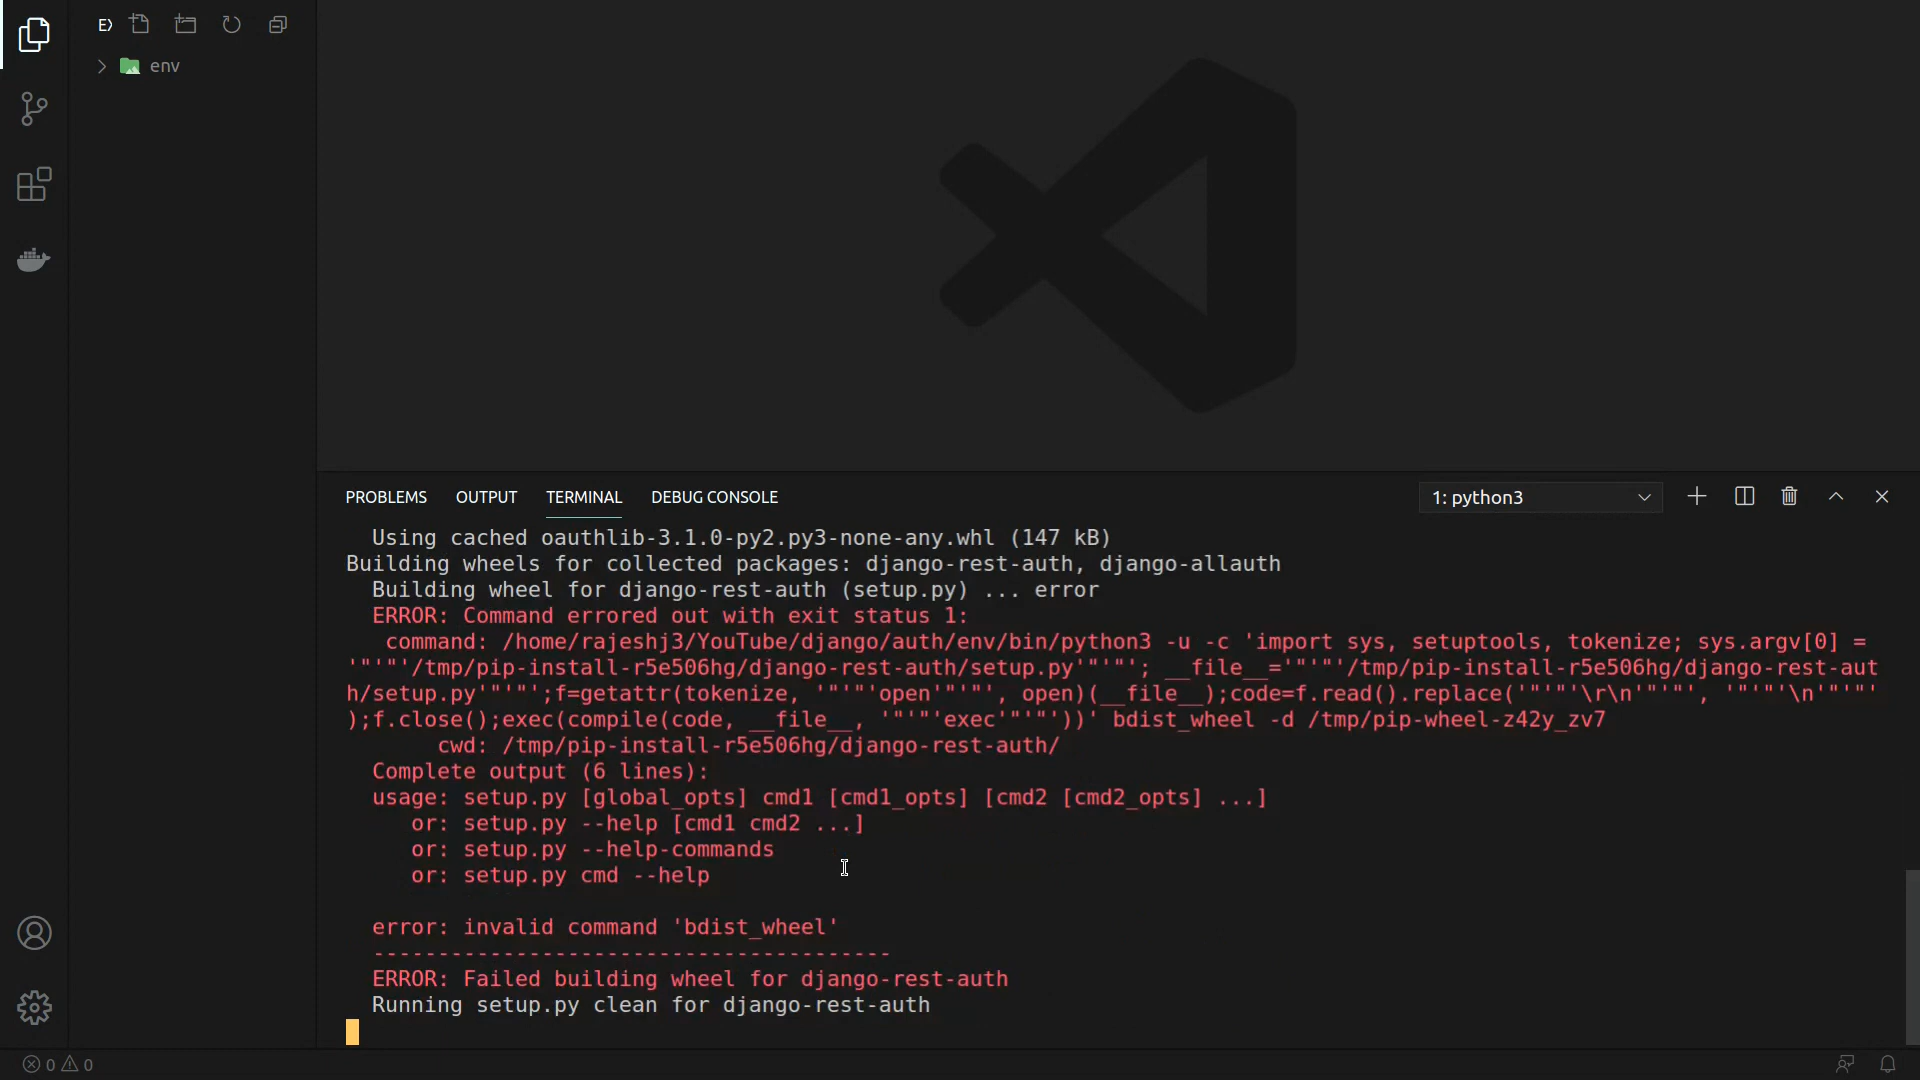 env
PROBLEMS OUTPUT TERMINAL DEBUG CONSOLE 1: python3
Using cached oauthlib-3.1.0-py2.py3-none-any.whl (147 kB)
Building wheels for collected packages: django-rest-auth, django-allauth
Building wheel for django-rest-auth (setup.py) ... error
ERROR: Command errored out with exit status 1:
command: /home/rajeshj3/YouTube/django/auth/env/bin/python3 -u -c 'import sys, setuptools, tokenize; sys.argv[0] =
'"'"'/tmp/pip-install-r5e506hg/django-rest-auth/setup.py'"'"'; __file__='"'"'/tmp/pip-install-r5e506hg/django-rest-aut
h/setup.py'"'"';f=getattr(tokenize, '"'"'open'"'"', open)(__file__);code=f.read().replace('"'"'\r\n'"'"', '"'"'\n'"'"'
);f.close();exec(compile(code, __file__, '"'"'exec'"'"'))' bdist_wheel -d /tmp/pip-wheel-z42y_zv7
cwd: /tmp/pip-install-r5e506hg/django-rest-auth/
Complete output (6 lines):
usage: setup.py [global_opts] cmd1 [cmd1_opts] [cmd2 [cmd2_opts] ...]
or: setup.py --help [cmd1 cmd2 ...]
or: setup.py --help-commands
or: setup.py cmd --help
error: invalid command 'bdist_wheel'
----------------------------------------
ERROR: Failed building wheel for django-rest-auth
Running setup.py clean for django-rest-auth
0 0